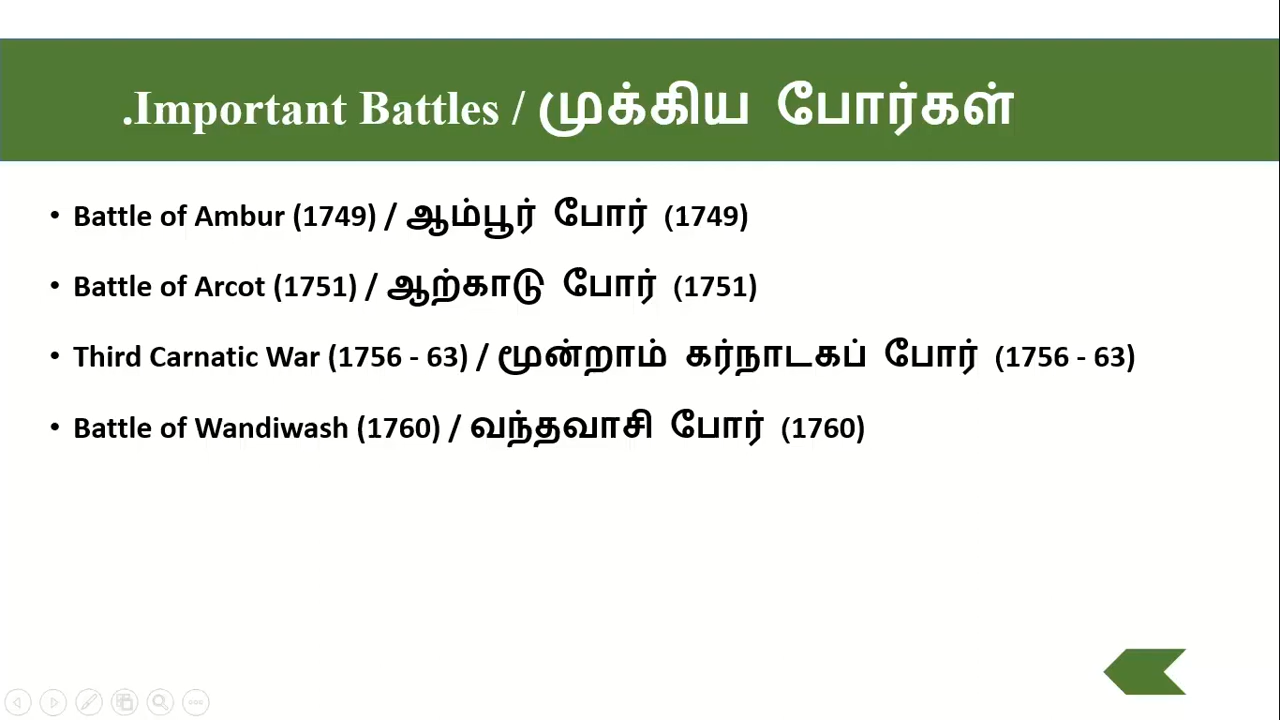 .Important Battles / முக்கிய போர்கள்
• Battle of Ambur (1749) / ஆம்பூர் போர் (1749)
• Battle of Arcot (1751) / ஆற்காடு போர் (1751)
• Third Carnatic War (1756 - 63) / மூன்றாம் கர்நாடகப் போர் (1756 - 63)
• Battle of Wandiwash (1760) / வந்தவாசி போர் (1760)